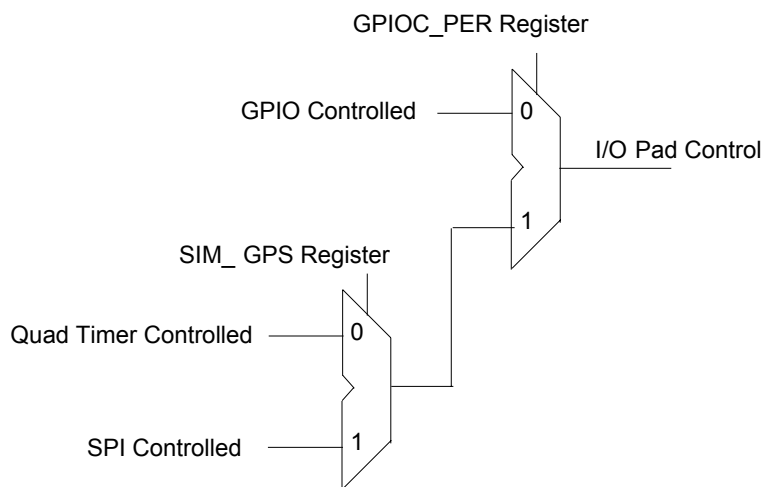 GPIOC_PER Register
GPIO Controlled
0
I/O Pad Control
1
SIM_ GPS Register
Quad Timer Controlled
0
SPI Controlled
1